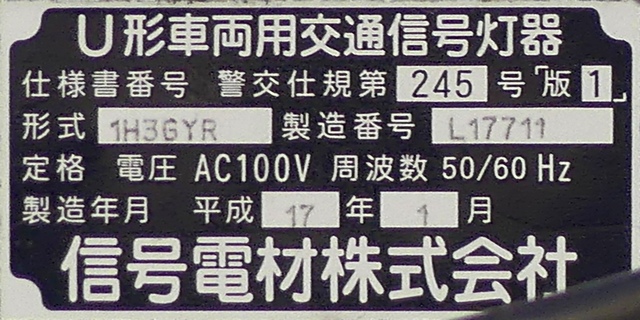 U形車両用交通信号灯器
仕様書番号 警交仕規第 245 号「版 1」
形式 1H3GYR 製造番号 L17711
定格 電圧 AC100V 周波数 50/60 Hz
製造年月 平成 17 年 1 月
信号電材株式会社